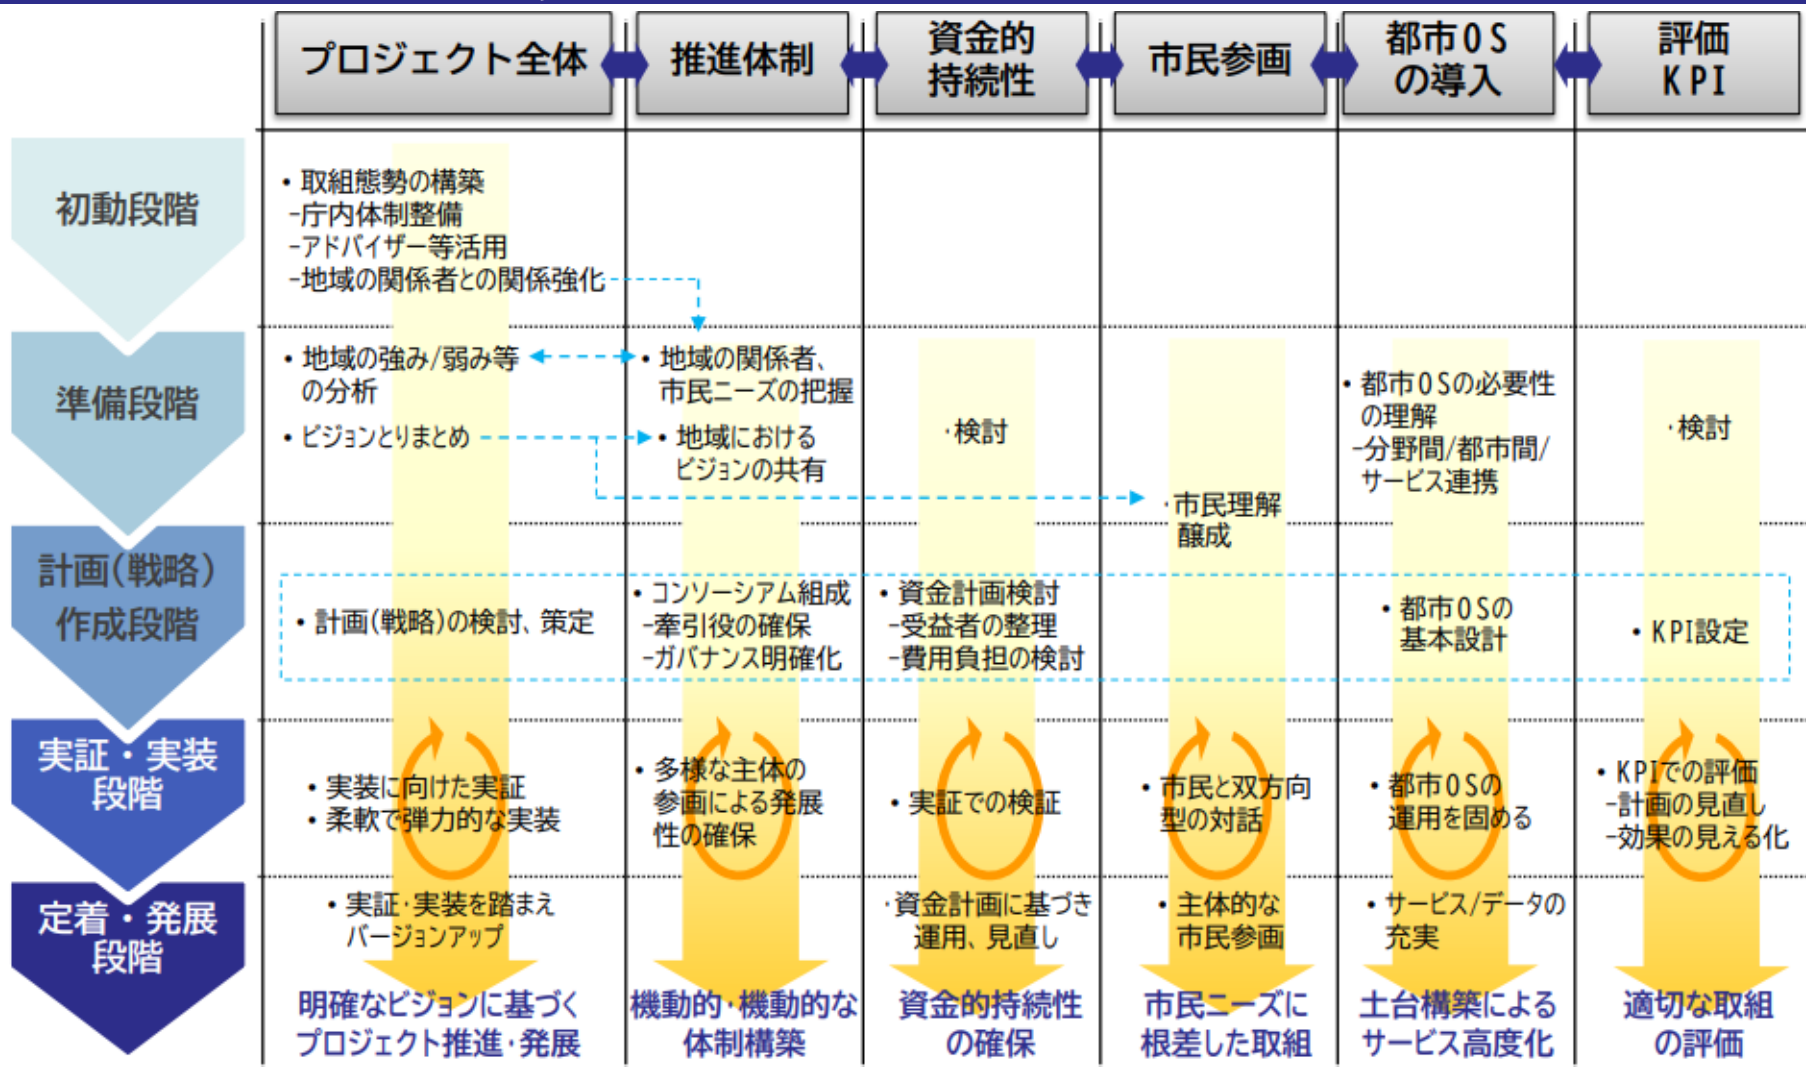 プロジェクト全体
推進体制
資金的
持続性
市民参画
都市OS
の導入
評価
KPI
初動段階
・取組態勢の構築
-庁内体制整備
-アドバイザー等活用
-地域の関係者との関係強化
準備段階
・地域の強み/弱み等
の分析
・ビジョンとりまとめ
・地域の関係者、
市民ニーズの把握
・地域における
ビジョンの共有
・検討
・市民理解
醸成
・都市OSの必要性
の理解
-分野間/都市間/
サービス連携
・検討
計画(戦略)
作成段階
・計画(戦略)の検討、策定
・コンソーシアム組成
-牽引役の確保
-ガバナンス明確化
・資金計画検討
-受益者の整理
-費用負担の検討
・都市OSの
基本設計
・KPI設定
実証・実装
段階
・実装に向けた実証
・柔軟で弾力的な実装
・多様な主体の
参画による発展
性の確保
・実証での検証
・市民と双方向
型の対話
・都市OSの
運用を固める
・KPIでの評価
-計画の見直し
-効果の見える化
定着・発展
段階
・実証・実装を踏まえ
バージョンアップ
・資金計画に基づき
運用、見直し
・主体的な
市民参画
・サービス/データの
充実
明確なビジョンに基づく
プロジェクト推進・発展
機動的・機動的な
体制構築
資金的持続性
の確保
市民ニーズに
根差した取組
土台構築による
サービス高度化
適切な取組
の評価